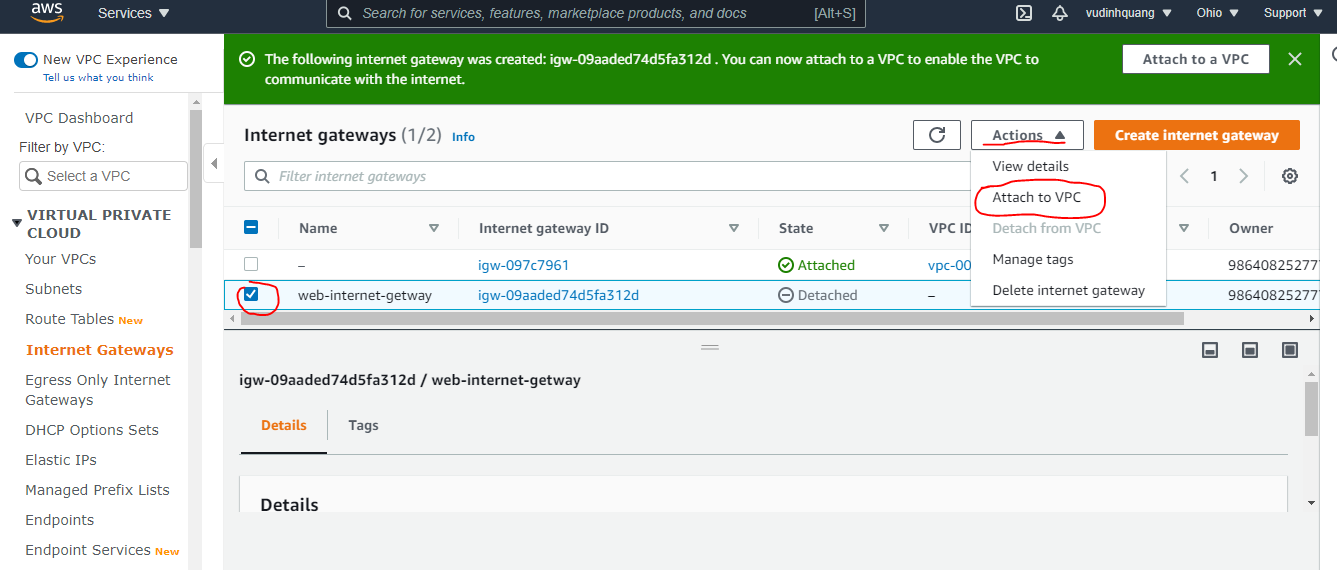 aws
Services
Search for services, features, marketplace products, and docs
[Alt+S]
vudinhquang
Ohio
Support
New VPC Experience
Tell us what you think
VPC Dashboard
Filter by VPC:
Select a VPC
VIRTUAL PRIVATE
CLOUD
Your VPCs
Subnets
Route Tables New
Internet Gateways
Egress Only Internet
Gateways
DHCP Options Sets
Elastic IPs
Managed Prefix Lists
Endpoints
Endpoint Services New
The following internet gateway was created: igw-09aaded74d5fa312d . You can now attach to a VPC to enable the VPC to
communicate with the internet.
Attach to a VPC
Internet gateways (1/2) Info
Actions
Create internet gateway
Filter internet gateways
1
View details
Attach to VPC
Detach from VPC
Manage tags
Delete internet gateway
Name Internet gateway ID State VPC ID Owner
– igw-097c7961 Attached vpc-00 98640825277
web-internet-getway igw-09aaded74d5fa312d Detached – 98640825277
igw-09aaded74d5fa312d / web-internet-getway
Details Tags
Details